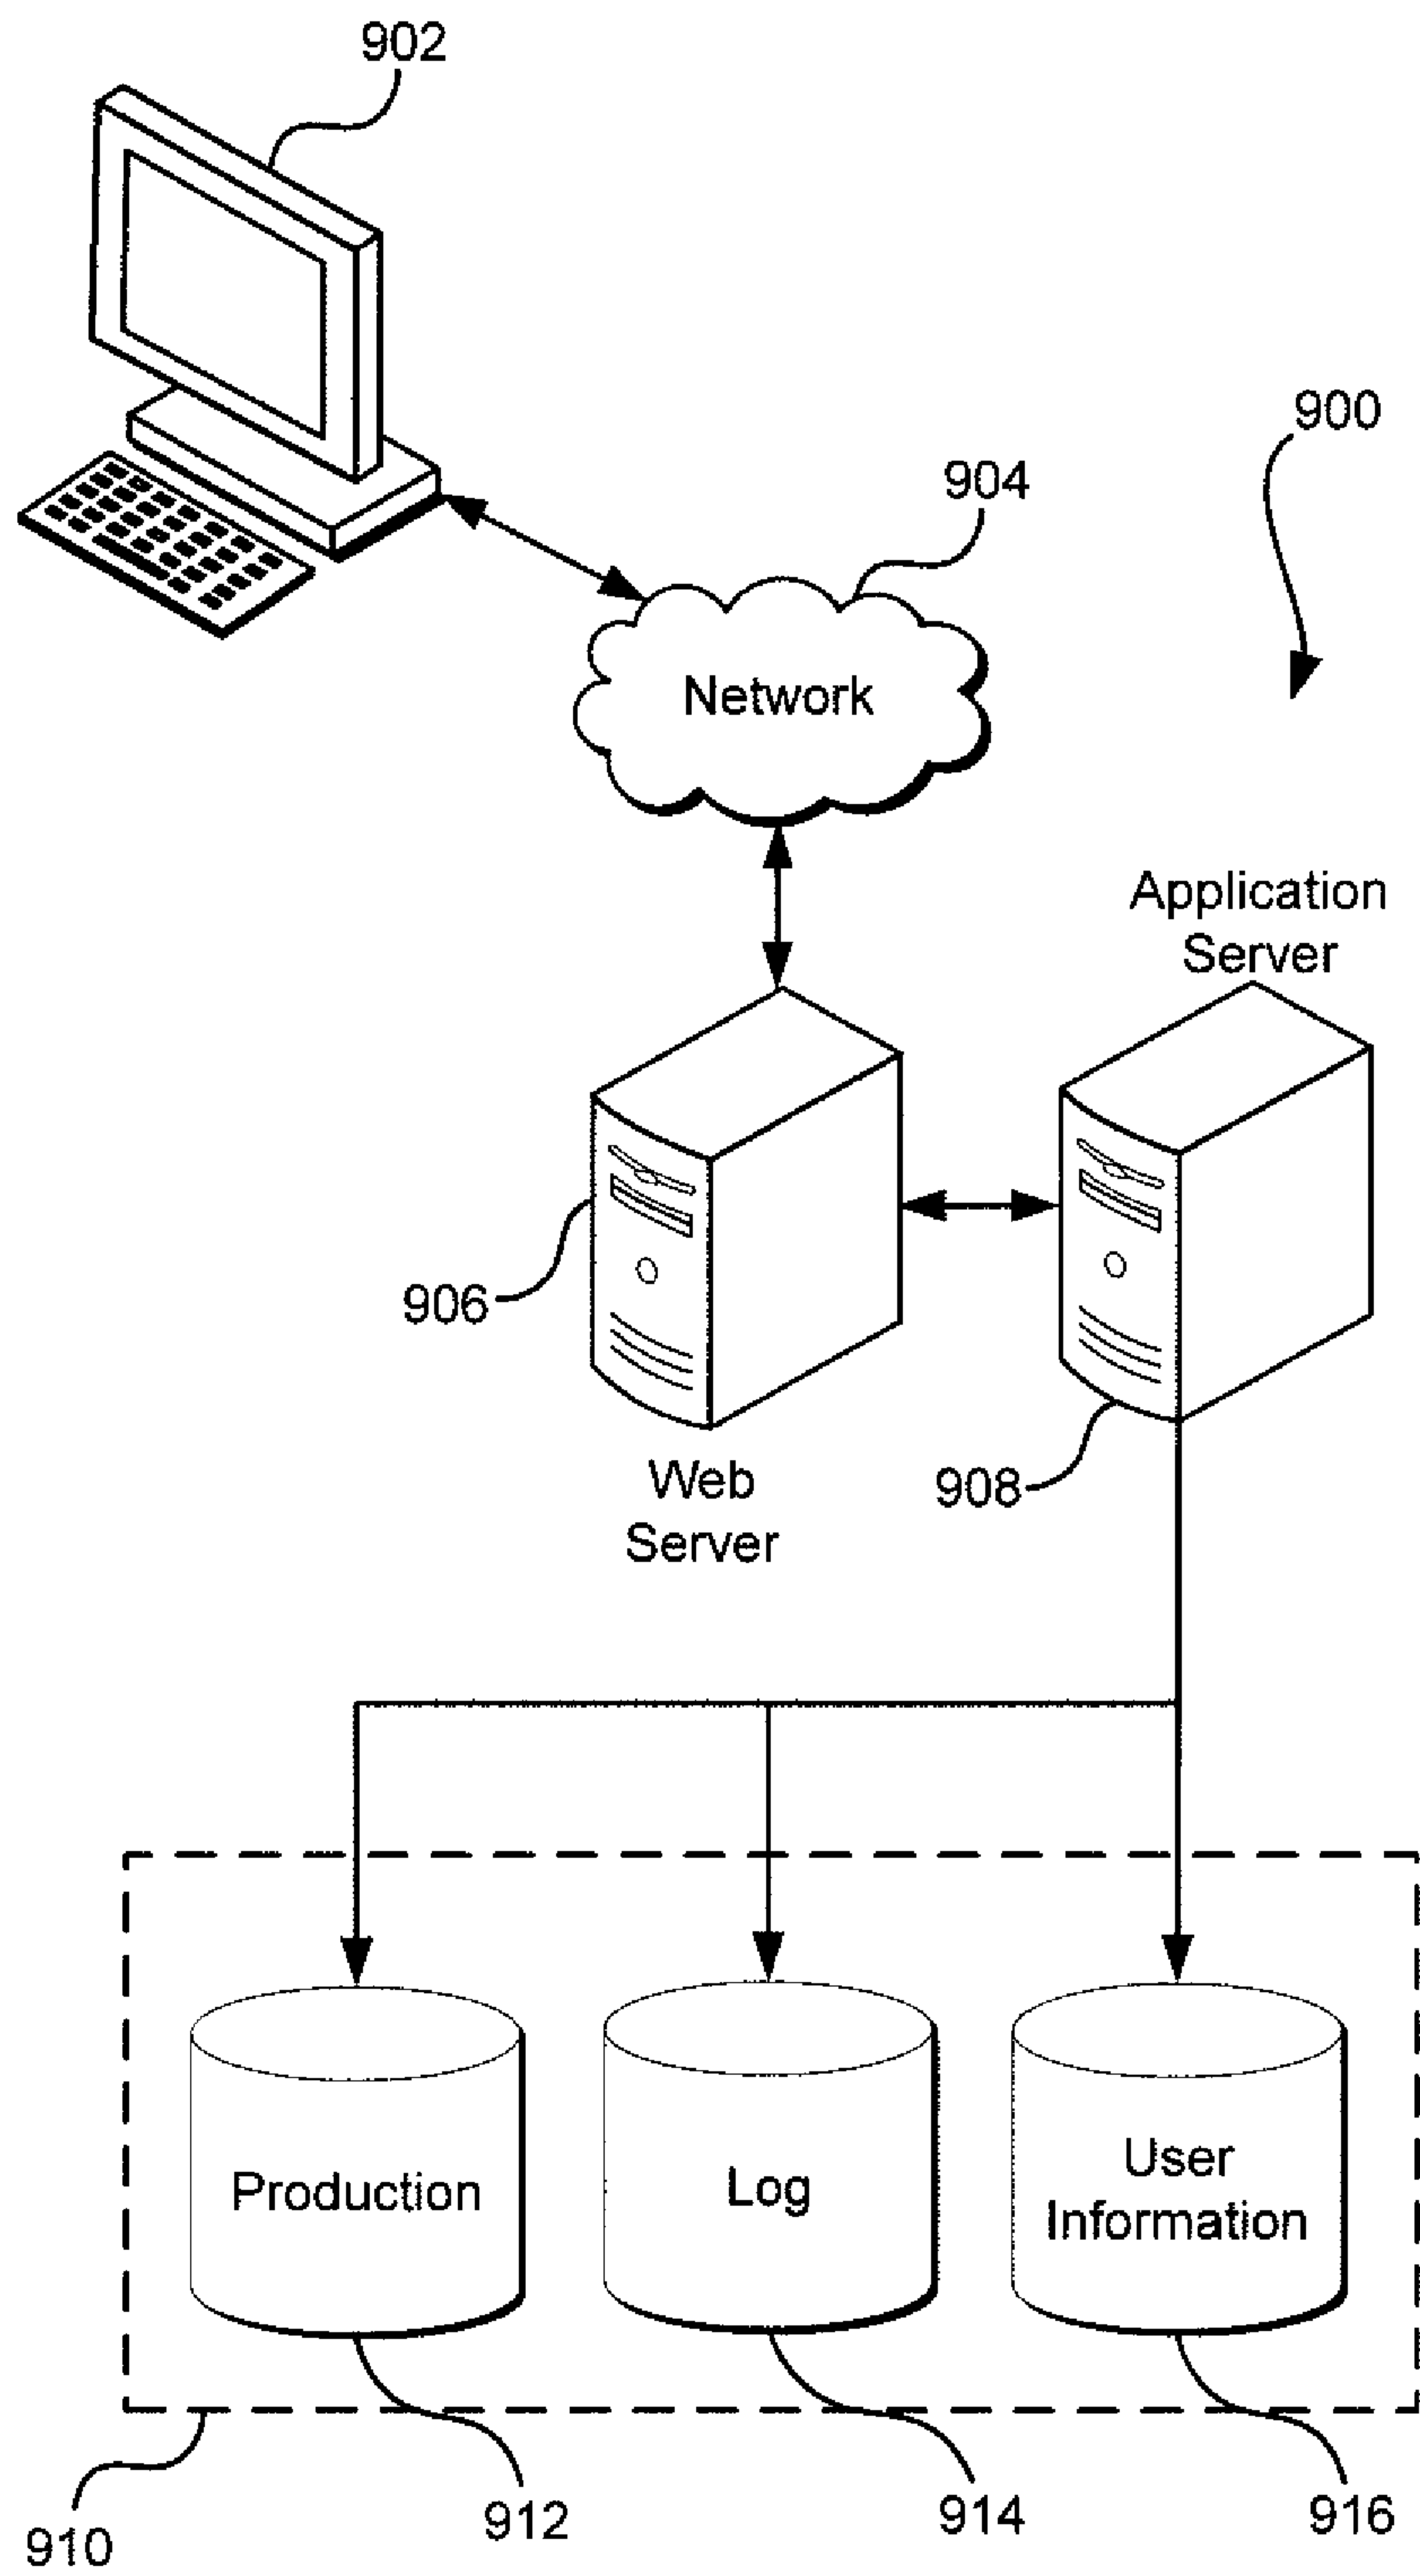 902
900
904
Network
Application
Server
906
Web
Server
908
Production
Log
User
Information
910
912
914
916